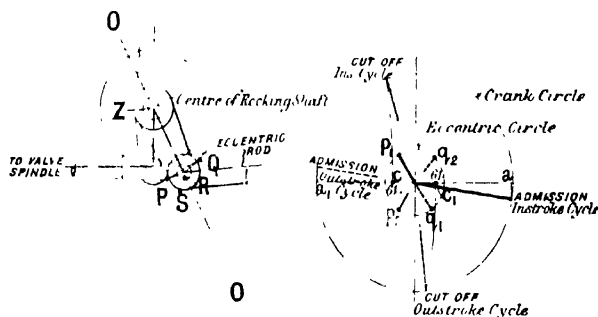 O
Z
Centre of Rocking Shaft
ECCENTRIC
ROD
TO VALVE
SPINDLE
P
Q
S
R
O
CUT OFF
Ins Cycle
Crank Circle
Eccentric Circle
P
q2
ADMISSION
Outstroke
a1 Cycle
c
c1
a
ADMISSION
Instroke Cycle
p
q1
CUT OFF
Outstroke Cycle